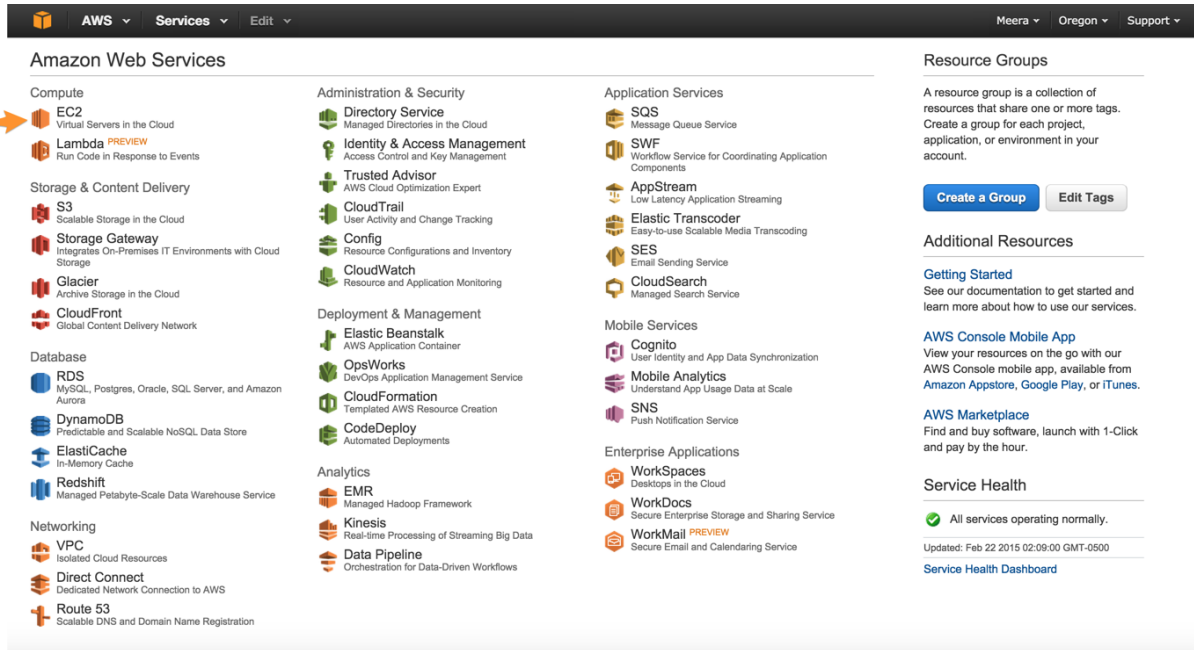 AWS Services Edit Meera Oregon Support
Amazon Web Services
Compute
EC2
Virtual Servers in the Cloud
Lambda PREVIEW
Run Code in Response to Events
Storage & Content Delivery
S3
Scalable Storage in the Cloud
Storage Gateway
Integrates On-Premises IT Environments with Cloud
Storage
Glacier
Archive Storage in the Cloud
CloudFront
Global Content Delivery Network
Database
RDS
MySQL, Postgres, Oracle, SQL Server, and Amazon
Aurora
DynamoDB
Predictable and Scalable NoSQL Data Store
ElastiCache
In-Memory Cache
Redshift
Managed Petabyte-Scale Data Warehouse Service
Networking
VPC
Isolated Cloud Resources
Direct Connect
Dedicated Network Connection to AWS
Route 53
Scalable DNS and Domain Name Registration
Administration & Security
Directory Service
Managed Directories in the Cloud
Identity & Access Management
Access Control and Key Management
Trusted Advisor
AWS Cloud Optimization Expert
CloudTrail
User Activity and Change Tracking
Config
Resource Configurations and Inventory
CloudWatch
Resource and Application Monitoring
Deployment & Management
Elastic Beanstalk
AWS Application Container
OpsWorks
DevOps Application Management Service
CloudFormation
Templated AWS Resource Creation
CodeDeploy
Automated Deployments
Analytics
EMR
Managed Hadoop Framework
Kinesis
Real-time Processing of Streaming Big Data
Data Pipeline
Orchestration for Data-Driven Workflows
Application Services
SQS
Message Queue Service
SWF
Workflow Service for Coordinating Application
Components
AppStream
Low Latency Application Streaming
Elastic Transcoder
Easy-to-use Scalable Media Transcoding
SES
Email Sending Service
CloudSearch
Managed Search Service
Mobile Services
Cognito
User Identity and App Data Synchronization
Mobile Analytics
Understand App Usage Data at Scale
SNS
Push Notification Service
Enterprise Applications
WorkSpaces
Desktops in the Cloud
WorkDocs
Secure Enterprise Storage and Sharing Service
WorkMail PREVIEW
Secure Email and Calendaring Service
Resource Groups
A resource group is a collection of
resources that share one or more tags.
Create a group for each project,
application, or environment in your
account.
Create a Group Edit Tags
Additional Resources
Getting Started
See our documentation to get started and
learn more about how to use our services.
AWS Console Mobile App
View your resources on the go with our
AWS Console mobile app, available from
Amazon Appstore, Google Play, or iTunes.
AWS Marketplace
Find and buy software, launch with 1-Click
and pay by the hour.
Service Health
All services operating normally.
Updated: Feb 22 2015 02:09:00 GMT-0500
Service Health Dashboard